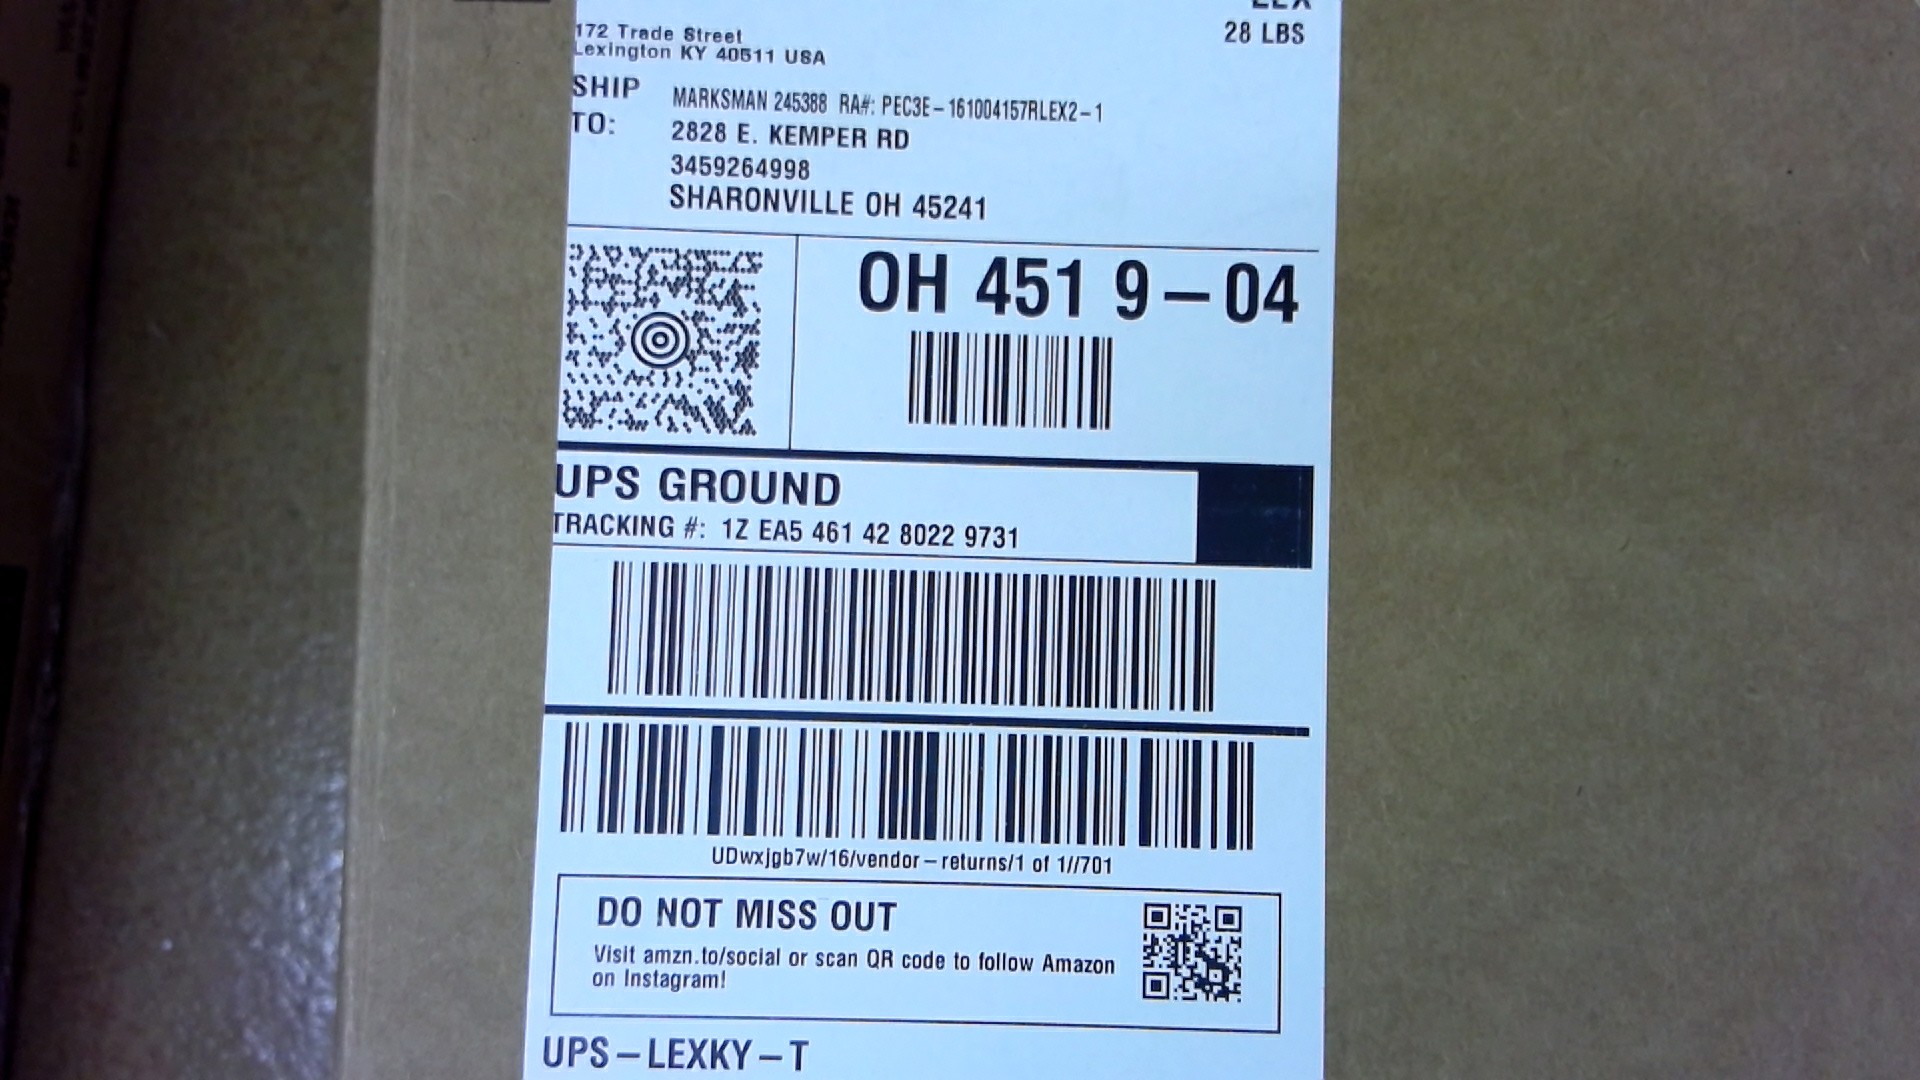 172 Trade Street
28 LBS
Lexington KY 40511 USA
SHIP TO:
MARKSMAN 245388 RA#: PEC3E-161004157RLEX2-1
2828 E. KEMPER RD
3459264998
SHARONVILLE OH 45241
OH 451 9-04
UPS GROUND
TRACKING #: 1Z EA5 461 42 8022 9731
UDwxjgb7w/16/vendor-returns/1 of 1//701
DO NOT MISS OUT
Visit amzn.to/social or scan QR code to follow Amazon
on Instagram!
UPS-LEXKY-T